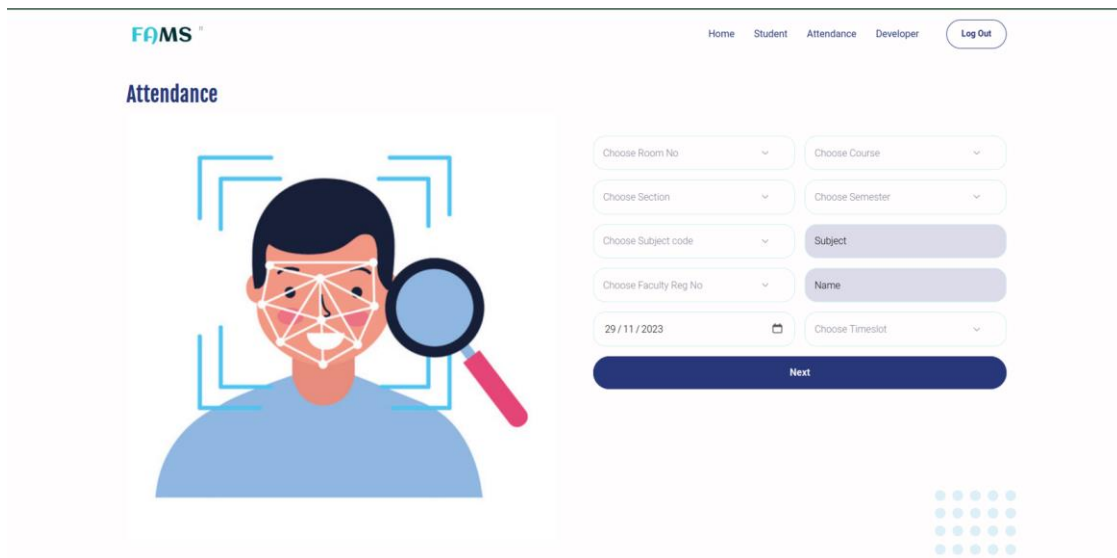 FAMS
Home Student Attendance Developer Log Out
Attendance
Choose Room No Choose Course
Choose Section Choose Semester
Choose Subject code Subject
Choose Faculty Reg No Name
29/11/2023 Choose Timeslot
Next